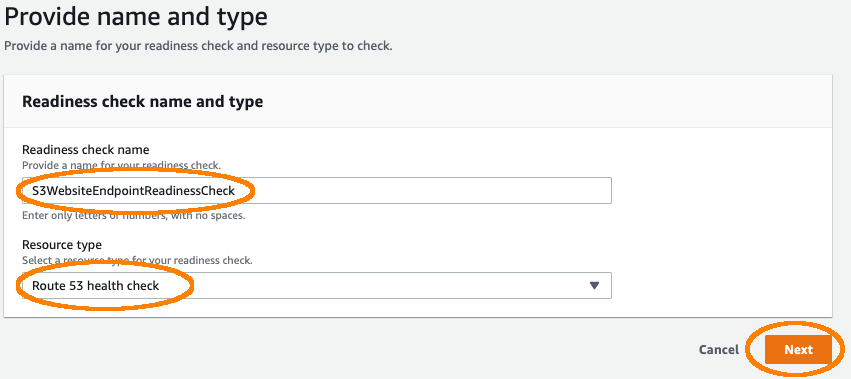 Provide name and type
Provide a name for your readiness check and resource type to check.
Readiness check name and type
Readiness check name
Provide a name for your readiness check.
S3WebsiteEndpointReadinessCheck
Enter only letters or numbers, with no spaces.
Resource type
Select a resource type for your readiness check.
Route 53 health check
Cancel Next